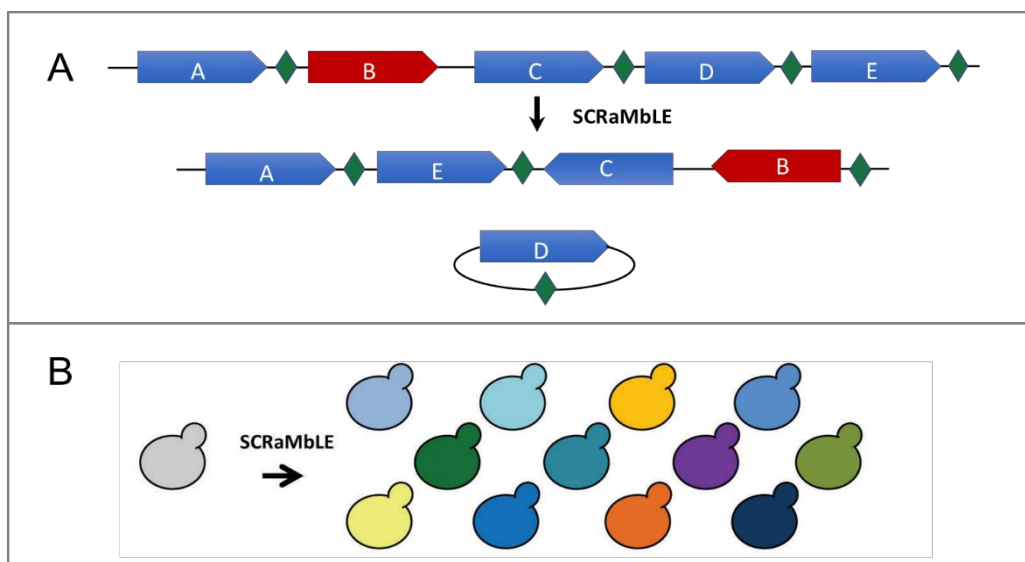 A
A B C D E
SCRaMbLE
A E C B
D
B
SCRaMbLE